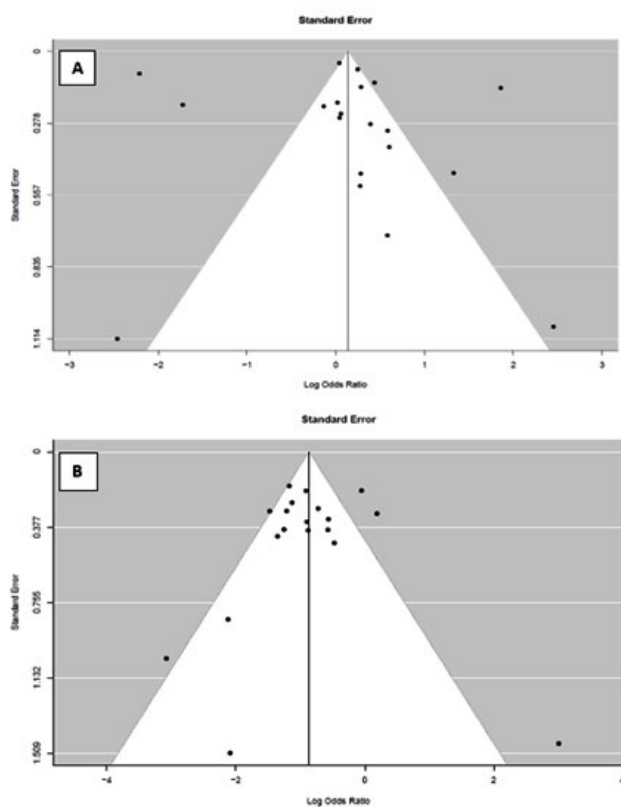 Standard Error
A
0
0.278
0.557
0.835
1.114
Standard Error
−3
−2
−1
0
1
2
3
Log Odds Ratio
Standard Error
B
0
0.377
0.755
1.132
1.509
Standard Error
−4
−2
0
2
4
Log Odds Ratio